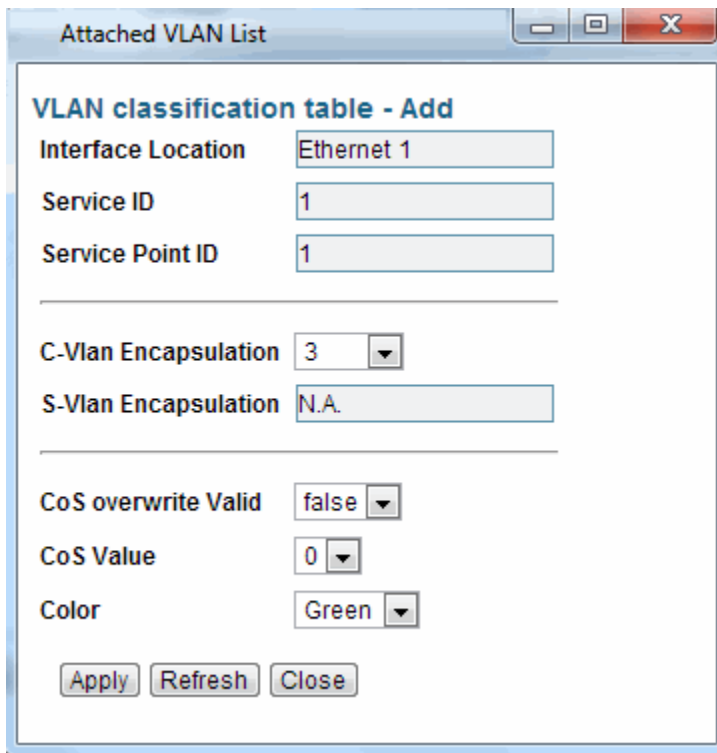 Attached VLAN List
VLAN classification table - Add
Interface Location Ethernet 1
Service ID 1
Service Point ID 1
C-Vlan Encapsulation 3
S-Vlan Encapsulation N.A.
CoS overwrite Valid false
CoS Value 0
Color Green
Apply Refresh Close